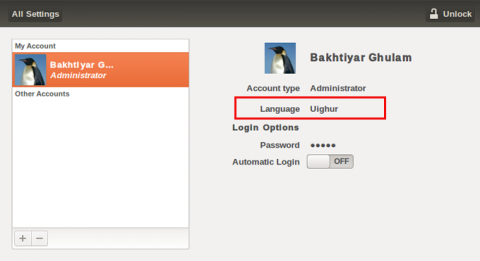 All Settings
Unlock
My Account
Bakhtiyar G...
Administrator
Other Accounts
Bakhtiyar Ghulam
Account type Administrator
Language Uighur
Login Options
Password •••••
Automatic Login OFF